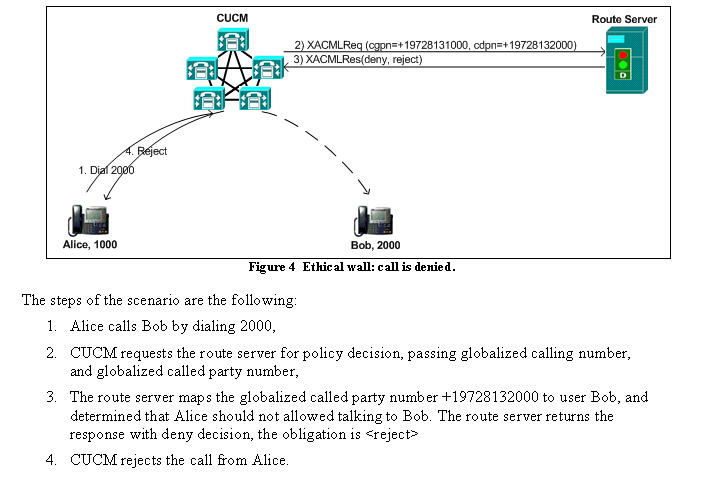 CUCM
Route Server
2) XACMLReq (cgpn=+19728131000, cdpn=+19728132000)
3) XACMLRes(deny, reject)
D
4. Reject
1. Dial 2000
Alice, 1000
Bob, 2000
Figure 4 Ethical wall: call is denied.
The steps of the scenario are the following:
1. Alice calls Bob by dialing 2000,
2. CUCM requests the route server for policy decision, passing globalized calling number,
and globalized called party number,
3. The route server maps the globalized called party number +19728132000 to user Bob, and
determined that Alice should not allowed talking to Bob. The route server returns the
response with deny decision, the obligation is <reject>
4. CUCM rejects the call from Alice.